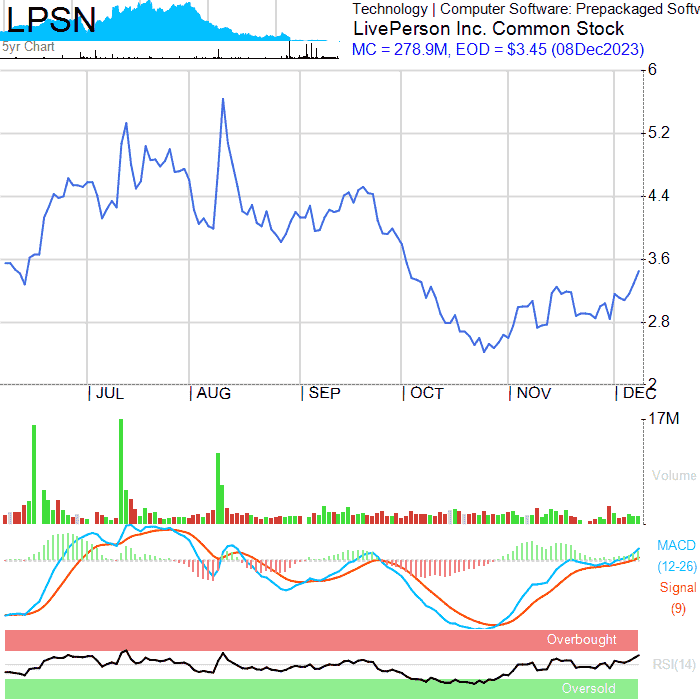 LPSN
5yr Chart
Technology | Computer Software: Prepackaged Softw
LivePerson Inc. Common Stock
MC = 278.9M, EOD = $3.45 (08Dec2023)
6
5.2
4.4
3.6
2.8
2
JUL AUG SEP OCT NOV DEC
17M
Volume
MACD
(12-26)
Signal
(9)
Overbought
RSI(14)
Oversold